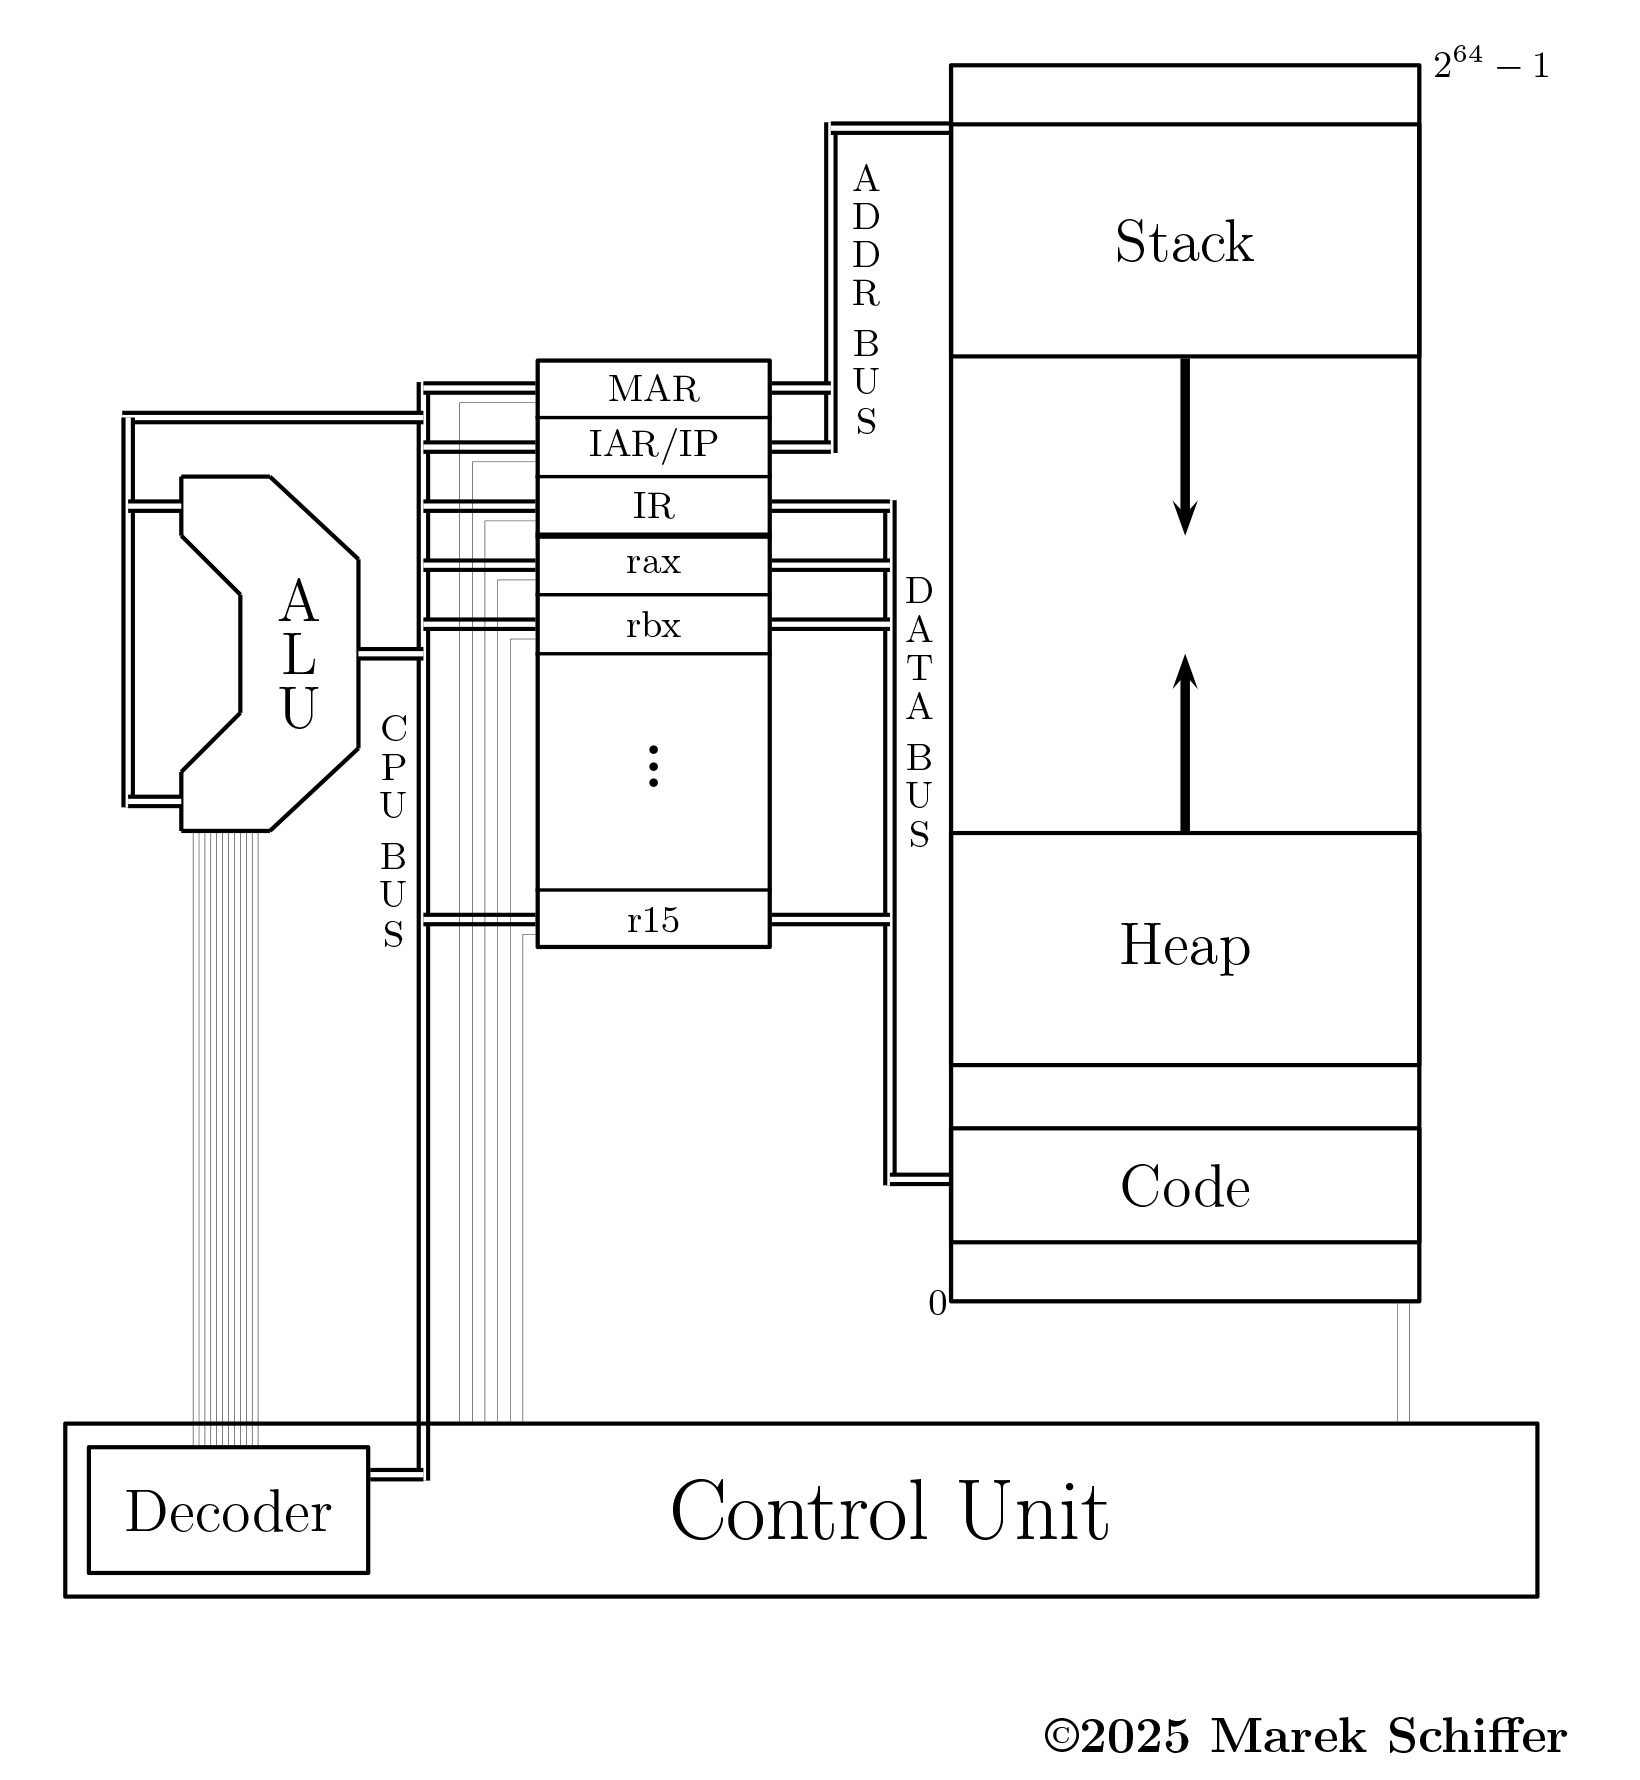 2^64 − 1
ADDR BUS
Stack
MAR
IAR/IP
IR
rax
rbx
⋮
r15
ALU
CPU BUS
DATA BUS
Heap
Code
0
Decoder
Control Unit
©2025 Marek Schiffer